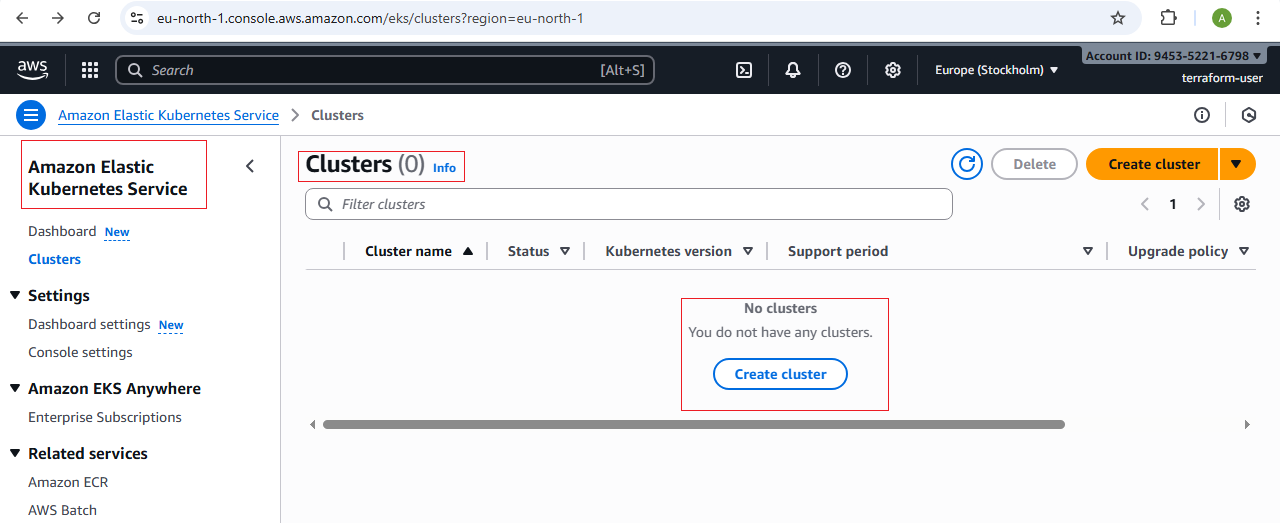 eu-north-1.console.aws.amazon.com/eks/clusters?region=eu-north-1
A
aws
Search [Alt+S]
Europe (Stockholm)
Account ID: 9453-5221-6798
terraform-user
Amazon Elastic Kubernetes Service
Clusters
Amazon Elastic
Kubernetes Service
Dashboard New
Clusters
Settings
Dashboard settings New
Console settings
Amazon EKS Anywhere
Enterprise Subscriptions
Related services
Amazon ECR
AWS Batch
Clusters (0) Info
Delete
Create cluster
Filter clusters
1
Cluster name Status Kubernetes version Support period Upgrade policy
No clusters
You do not have any clusters.
Create cluster